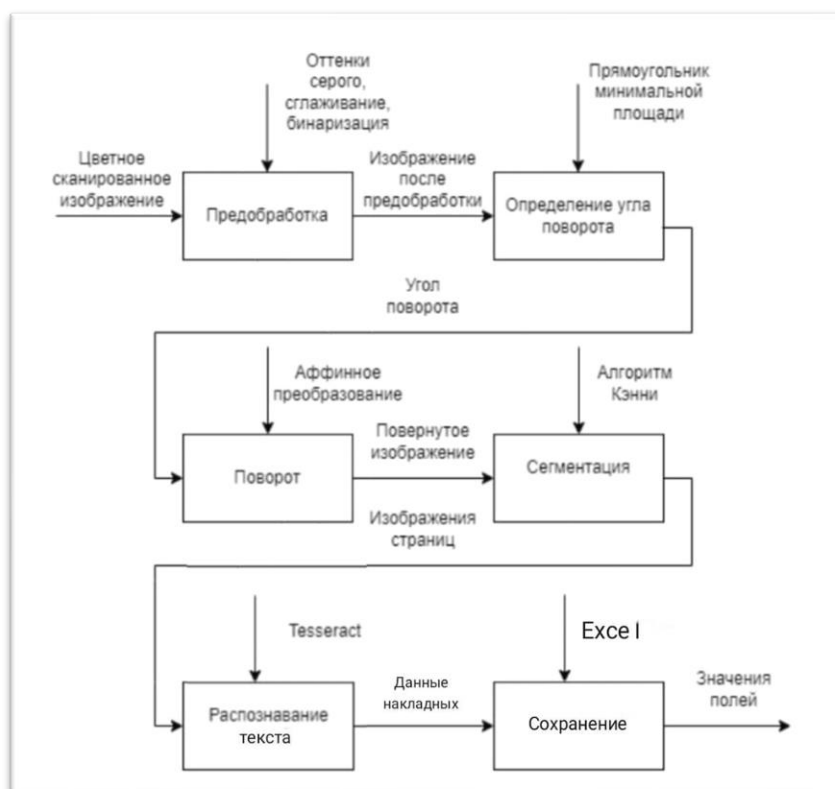 Оттенки
серого,
сглаживание,
бинаризация
Прямоугольник
минимальной
площади
Цветное
сканированное
изображение
Предобработка
Изображение
после
предобработки
Определение угла
поворота
Угол
поворота
Аффинное
преобразование
Алгоритм
Кэнни
Поворот
Повернутое
изображение
Сегментация
Изображения
страниц
Tesseract
Exce l
Распознавание
текста
Данные
накладных
Сохранение
Значения
полей